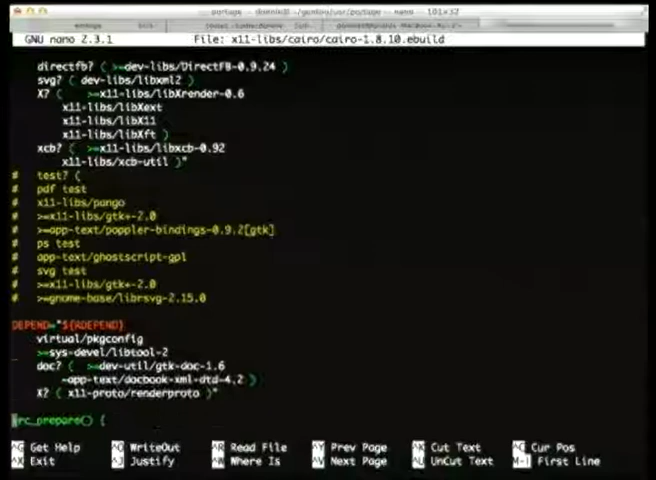 GNU nano 2.3.1 File: x11-libs/cairo/cairo-1.8.10.ebuild
directfb? ( >=dev-libs/DirectFB-0.9.24 )
svg? ( dev-libs/libxml2 )
X? ( >=x11-libs/libXrender-0.6
x11-libs/libXext
x11-libs/libX11
x11-libs/libXft )
xcb? ( >=x11-libs/libxcb-0.92
x11-libs/xcb-util )"
# test? (
# pdf test
# x11-libs/pango
# >=x11-libs/gtk+-2.0
# >=app-text/poppler-bindings-0.9.2[gtk]
# ps test
# app-text/ghostscript-gpl
# svg test
# >=x11-libs/gtk+-2.0
# >=gnome-base/librsvg-2.15.0
DEPEND="${RDEPEND}
virtual/pkgconfig
>=sys-devel/libtool-2
doc? ( >=dev-util/gtk-doc-1.6
~app-text/docbook-xml-dtd-4.2 )
X? ( x11-proto/renderproto )"
src_prepare() {
^G Get Help ^O WriteOut ^R Read File ^Y Prev Page ^K Cut Text ^C Cur Pos
^X Exit ^J Justify ^W Where Is ^V Next Page ^U UnCut Text M-\ First Line